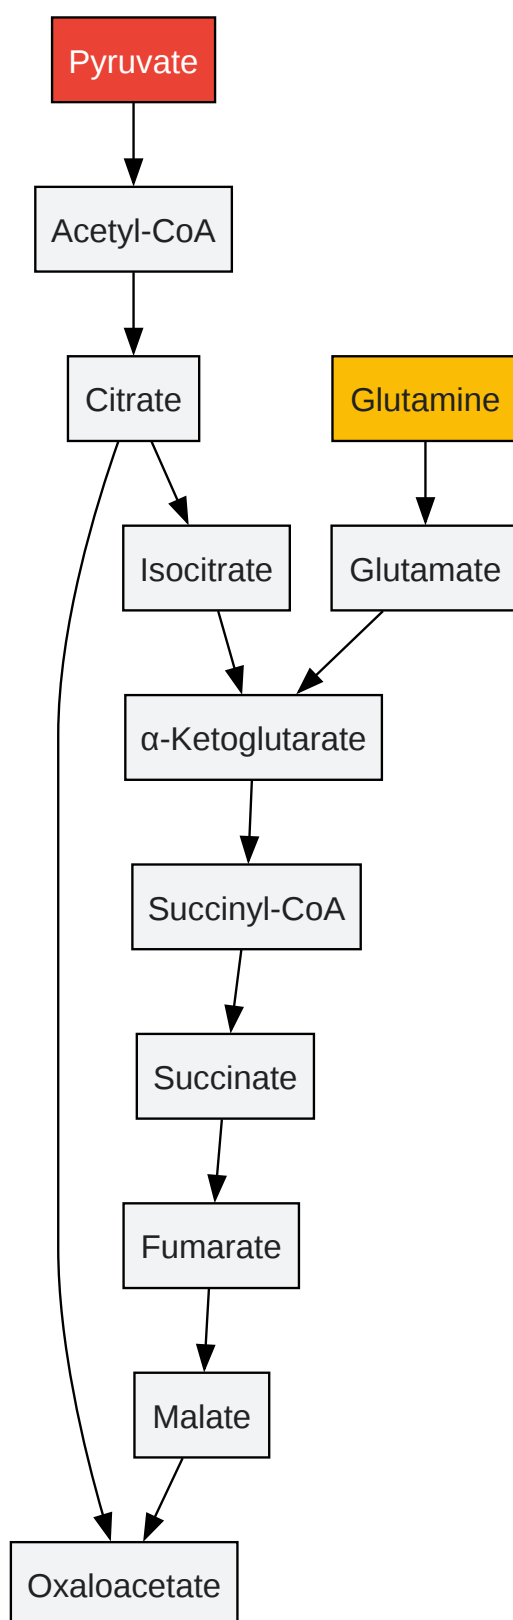 Pyruvate
Acetyl-CoA
Citrate
Glutamine
Isocitrate
Glutamate
α-Ketoglutarate
Succinyl-CoA
Succinate
Fumarate
Malate
Oxaloacetate